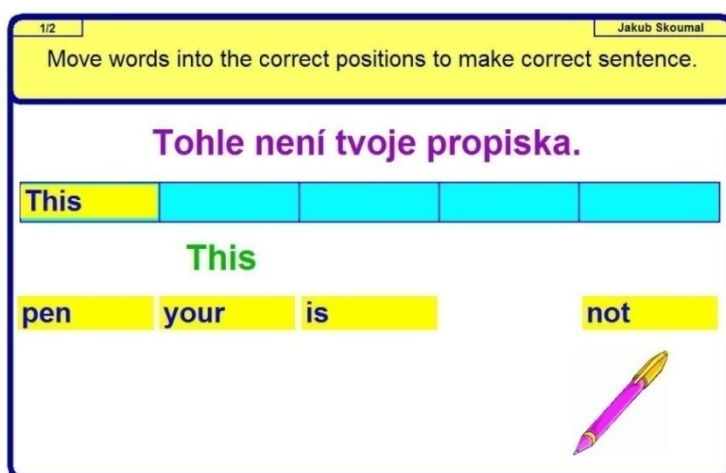 1/2
Jakub Skoumal
Move words into the correct positions to make correct sentence.
Tohle není tvoje propiska.
This
This
pen your is not